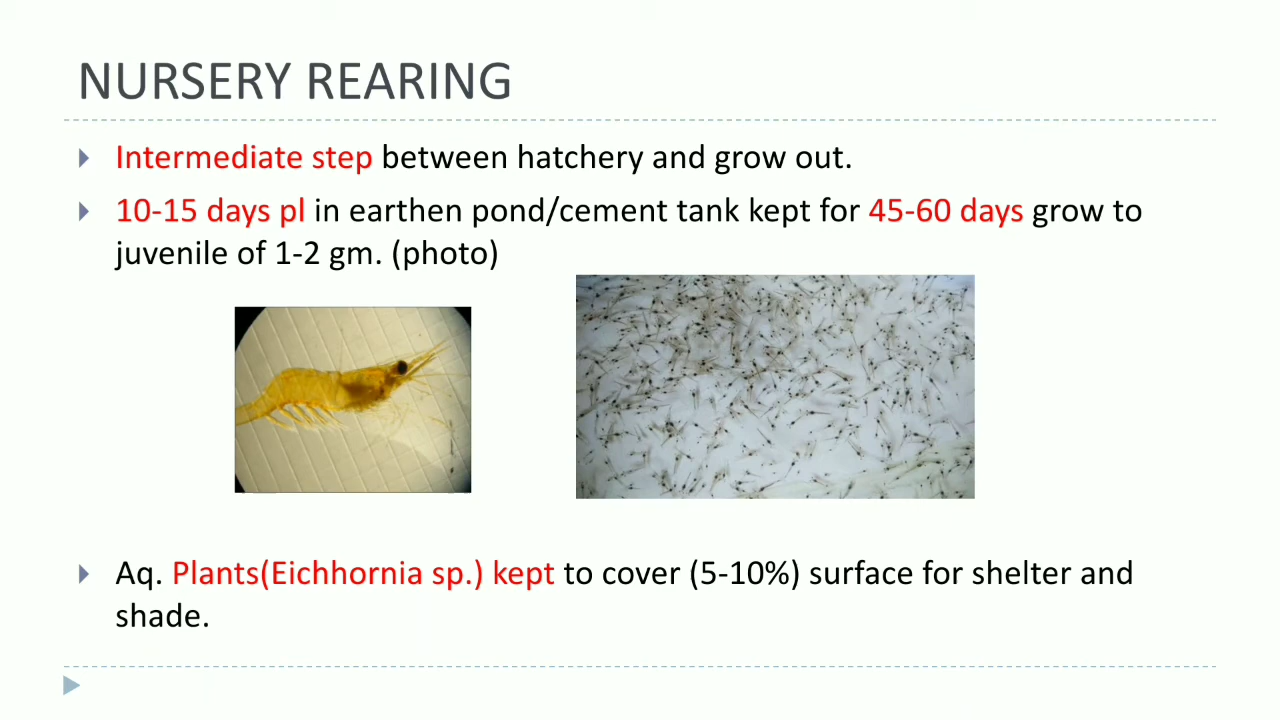 NURSERY REARING
Intermediate step between hatchery and grow out.
10-15 days pl in earthen pond/cement tank kept for 45-60 days grow to
juvenile of 1-2 gm. (photo)
Aq. Plants(Eichhornia sp.) kept to cover (5-10%) surface for shelter and
shade.